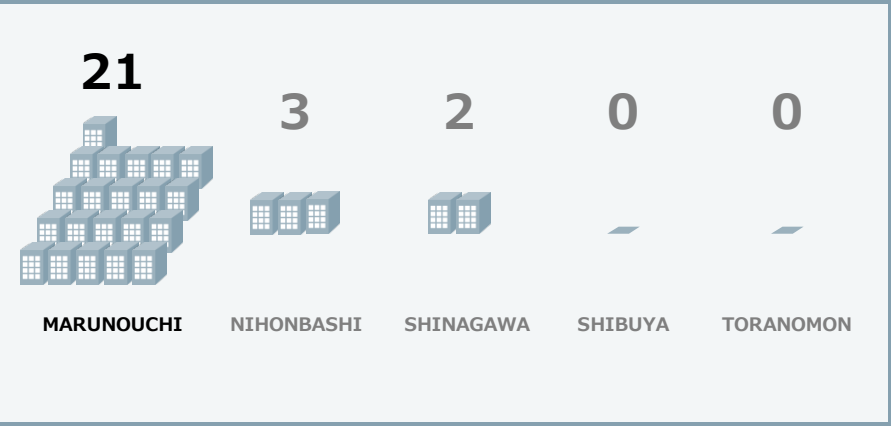 21
3
2
0
0
MARUNOUCHI
NIHONBASHI
SHINAGAWA
SHIBUYA
TORANOMON